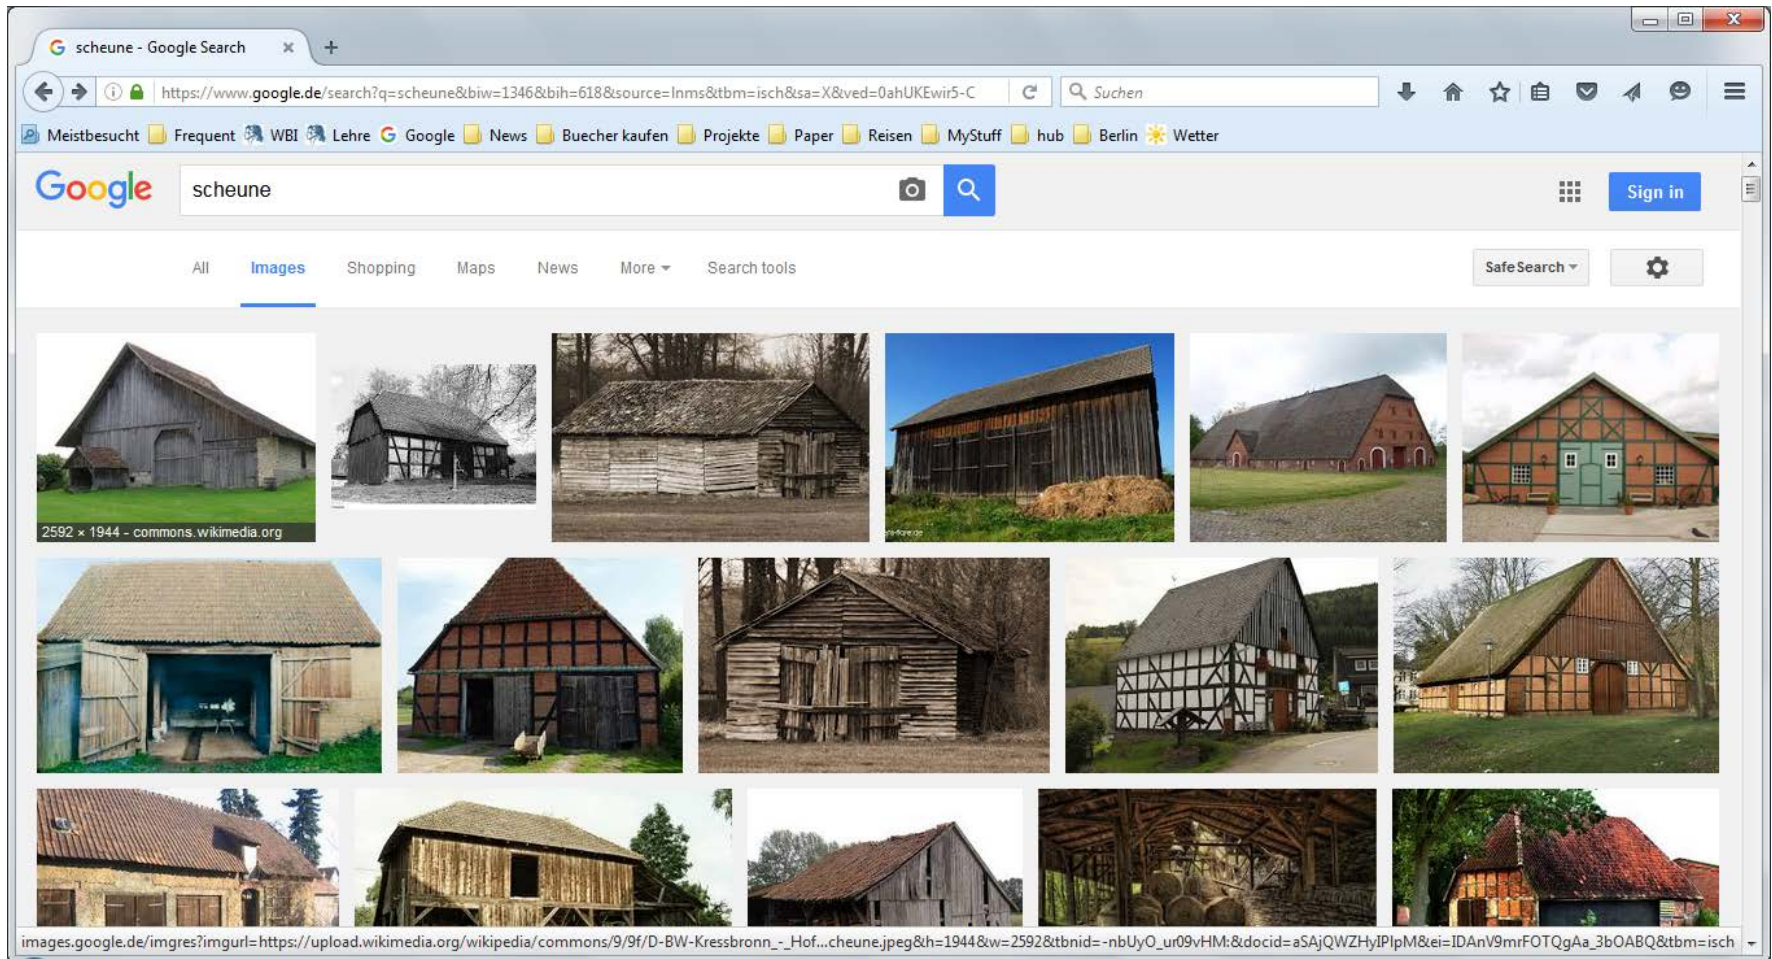 scheune - Google Search
https://www.google.de/search?q=scheune&biw=1346&bih=618&source=lnms&tbm=isch&sa=X&ved=0ahUKEwir5-C
Suchen
Meistbesucht Frequent WBI Lehre Google News Buecher kaufen Projekte Paper Reisen MyStuff hub Berlin Wetter
Google scheune Sign in
All Images Shopping Maps News More Search tools SafeSearch
2592 × 1944 - commons.wikimedia.org
images.google.de/imgres?imgurl=https://upload.wikimedia.org/wikipedia/commons/9/9f/D-BW-Kressbronn_-_Hof...cheune.jpeg&h=1944&w=2592&tbnid=-nbUyO_ur09vHM:&docid=aSAjQWZHyIPlpM&ei=IDAnV9mrFOTQgAa_3bOABQ&tbm=isch